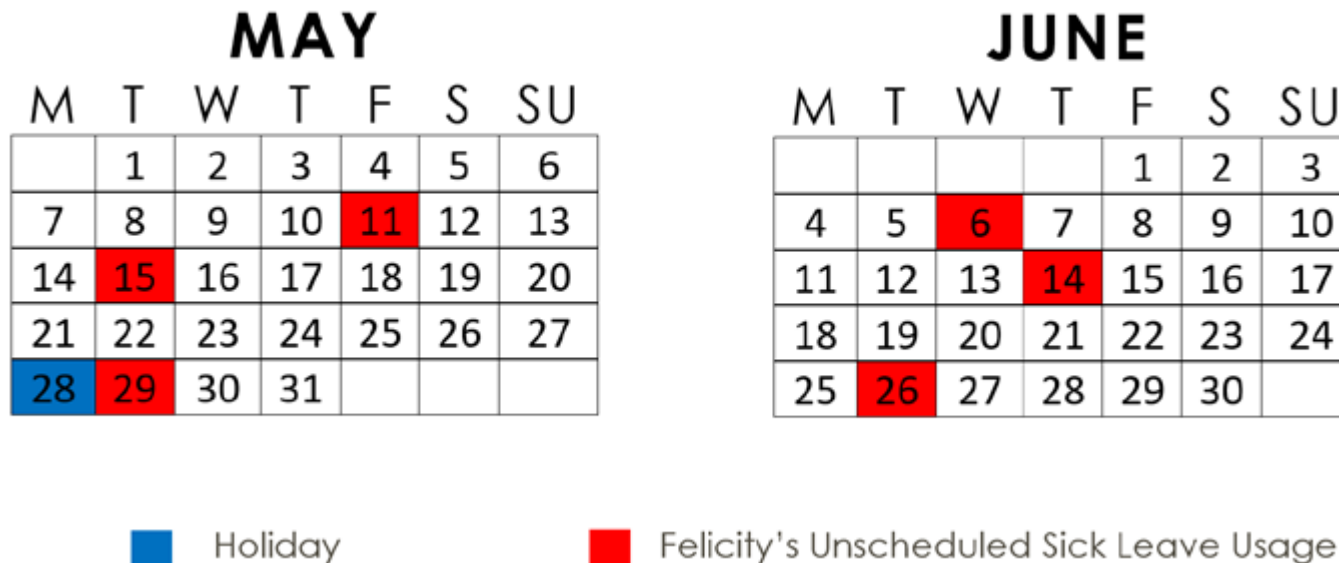 MAY
M T W T F S SU
1 2 3 4 5 6
7 8 9 10 11 12 13
14 15 16 17 18 19 20
21 22 23 24 25 26 27
28 29 30 31
JUNE
M T W T F S SU
1 2 3
4 5 6 7 8 9 10
11 12 13 14 15 16 17
18 19 20 21 22 23 24
25 26 27 28 29 30
Holiday
Felicity's Unscheduled Sick Leave Usage